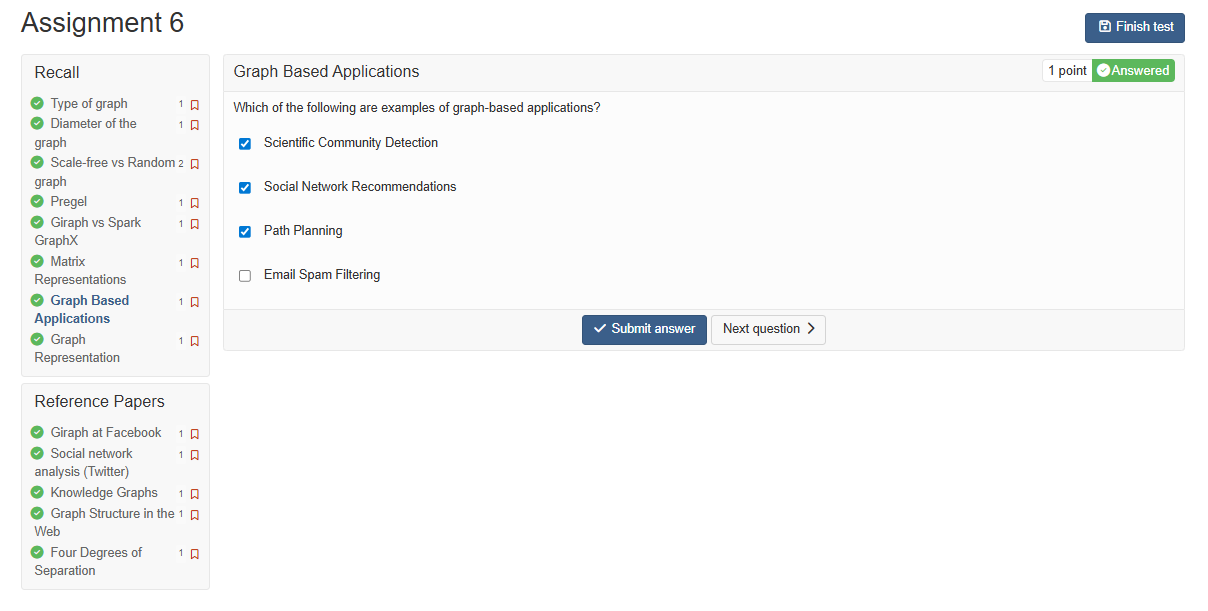 Assignment 6
Finish test
Recall
Type of graph 1
Diameter of the 1
graph
Scale-free vs Random 2
graph
Pregel 1
Giraph vs Spark 1
GraphX
Matrix 1
Representations
Graph Based 1
Applications
Graph 1
Representation
Reference Papers
Giraph at Facebook 1
Social network 1
analysis (Twitter)
Knowledge Graphs 1
Graph Structure in the 1
Web
Four Degrees of 1
Separation
Graph Based Applications
1 point Answered
Which of the following are examples of graph-based applications?
Scientific Community Detection
Social Network Recommendations
Path Planning
Email Spam Filtering
Submit answer Next question